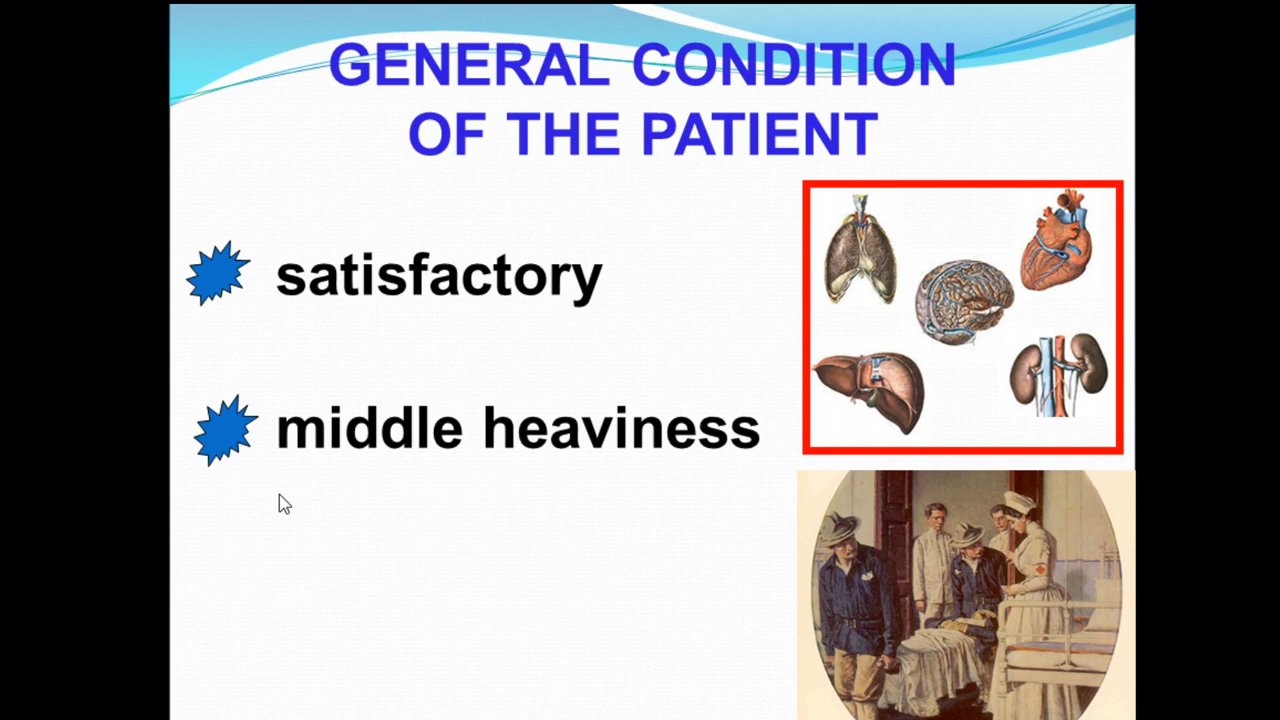 GENERAL CONDITION
OF THE PATIENT
satisfactory
middle heaviness